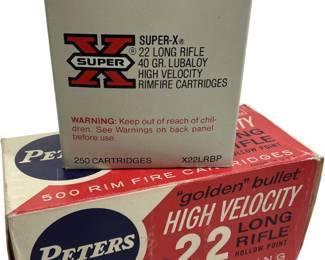 SUPER-X®
22 LONG RIFLE
40 GR. LUBALOY
HIGH VELOCITY
RIMFIRE CARTRIDGES
X
SUPER
®
WARNING: Keep out of reach of chil-
dren. See Warnings on back panel
before use.
250 CARTRIDGES X22LRBP
500 RIM FIRE CARTRIDGES
PETERS
"golden" bullet
HIGH VELOCITY
22 LONG
RIFLE
HOLLOW POINT
PETERS